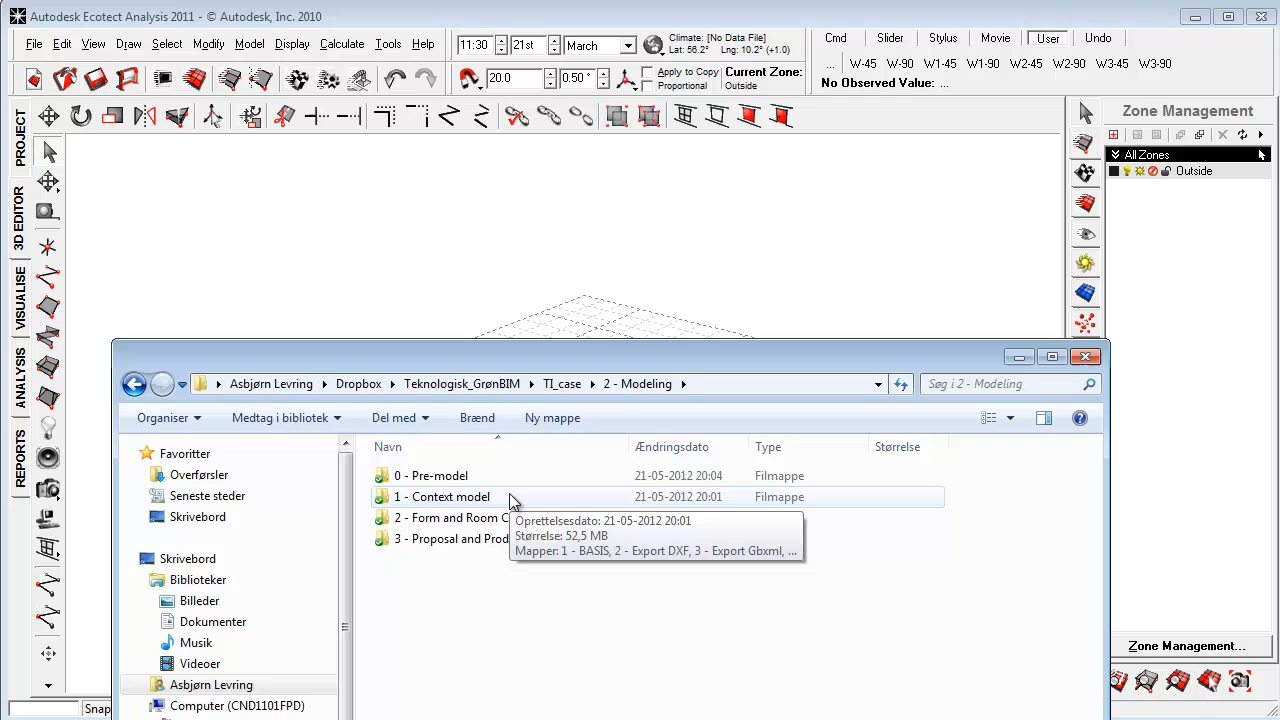 Autodesk Ecotect Analysis 2011 - © Autodesk, Inc. 2010
File Edit View Draw Select Modify Model Display Calculate Tools Help
11:30 21st March
Climate: [No Data File]
Lat: 56.2° Lng: 10.2° (+1.0)
Cmd Slider Stylus Movie User Undo
... W-45 W-90 W1-45 W1-90 W2-45 W2-90 W3-45 W3-90
20.0 0.50 °
Apply to Copy
Proportional
Current Zone:
Outside
No Observed Value: ...
PROJECT
3D EDITOR
VISUALISE
ANALYSIS
REPORTS
Zone Management
All Zones
Outside
Zone Management...
Snap
Asbjørn Levring Dropbox Teknologisk_GrønBIM TI_case 2 - Modeling
Søg i 2 - Modeling
Organiser Medtag i bibliotek Del med Brænd Ny mappe
Navn Ændringsdato Type Størrelse
0 - Pre-model 21-05-2012 20:04 Filmappe
1 - Context model 21-05-2012 20:01 Filmappe
2 - Form and Room C
3 - Proposal and Prod
Oprettelsesdato: 21-05-2012 20:01
Størrelse: 52,5 MB
Mapper: 1 - BASIS, 2 - Export DXF, 3 - Export Gbxml, ...
Favoritter
Overførsler
Seneste steder
Skrivebord
Skrivebord
Biblioteker
Billeder
Dokumenter
Musik
Videoer
Asbjørn Levring
Computer (CND1101FPD)